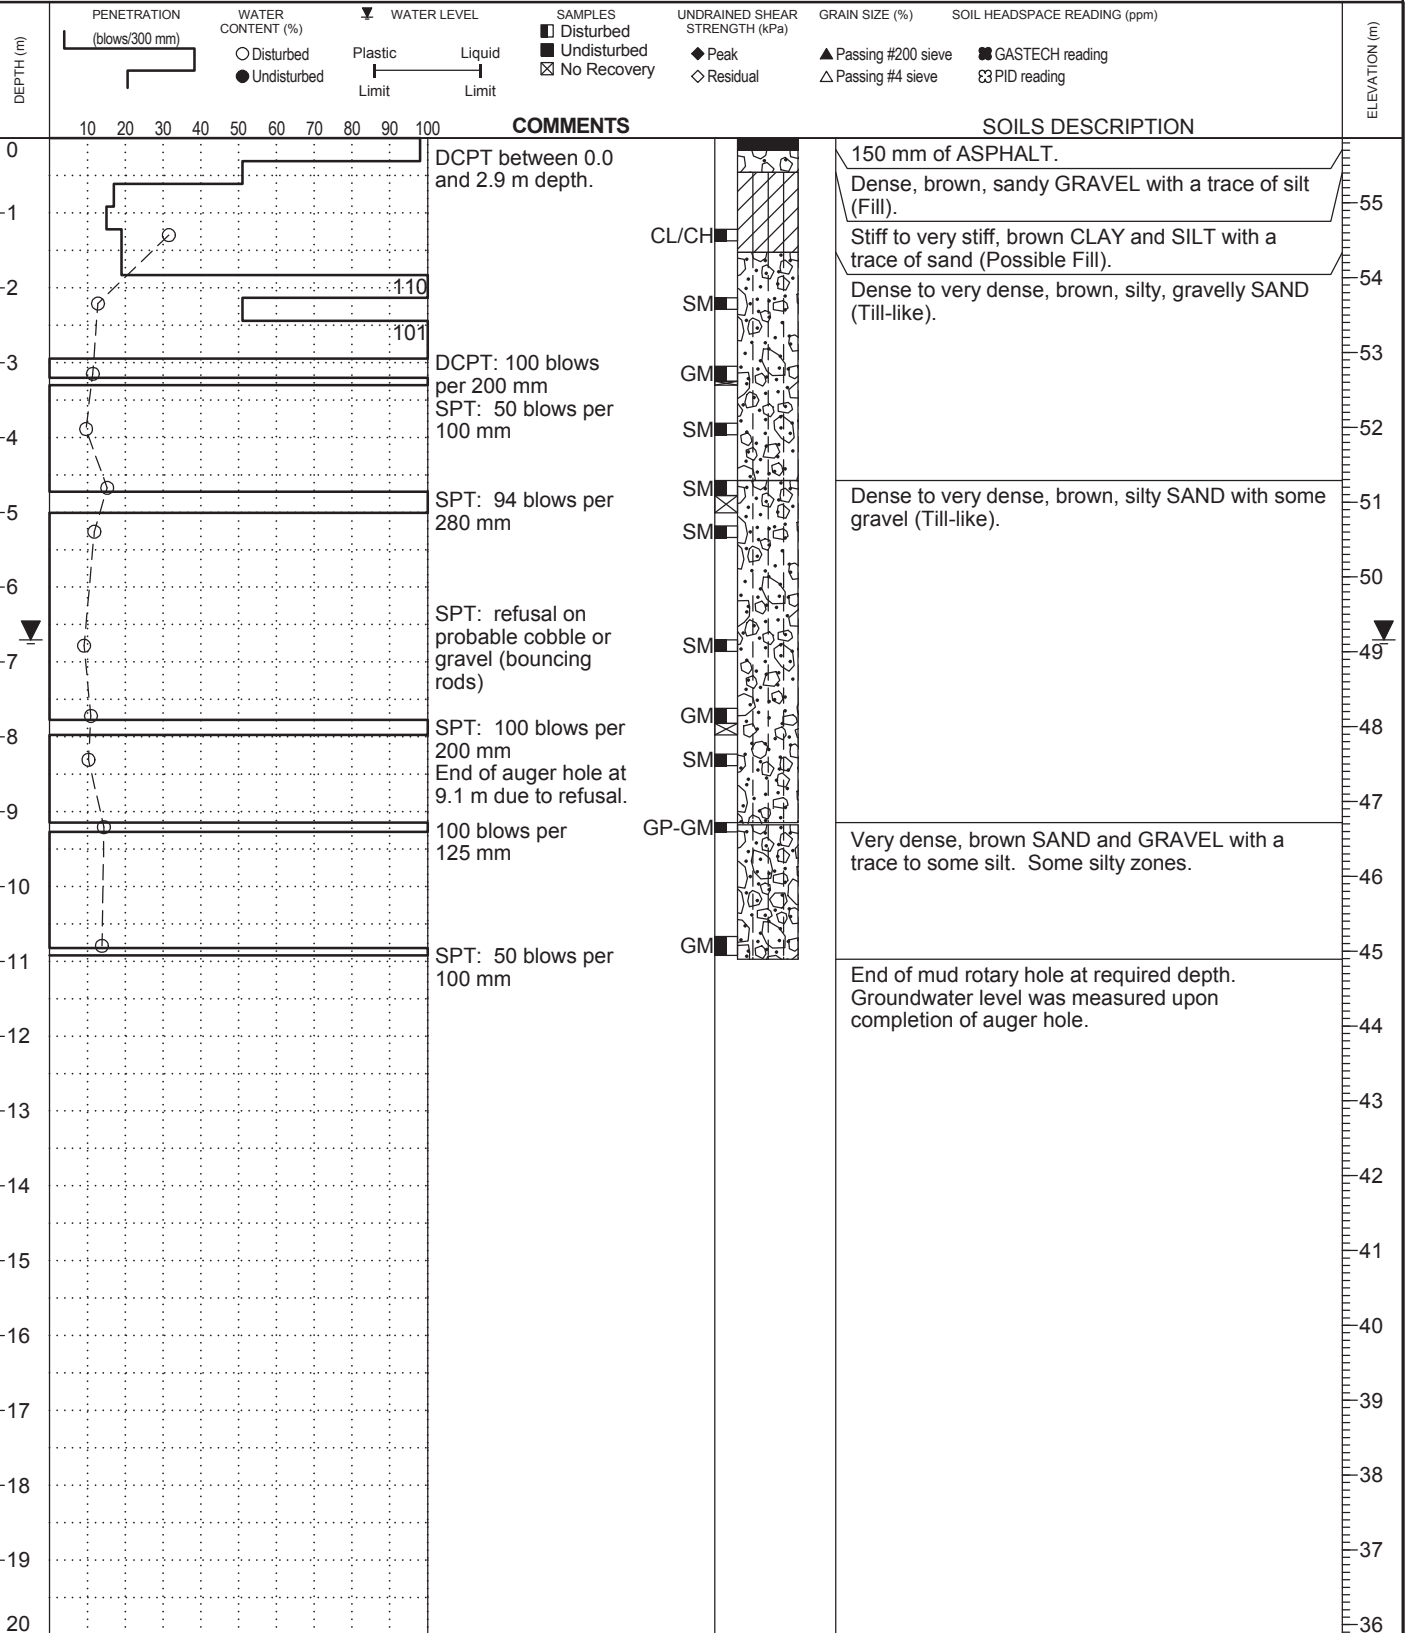 PENETRATION
(blows/300 mm)
WATER
CONTENT (%)
Disturbed
Undisturbed
WATER LEVEL
Plastic Liquid
Limit Limit
SAMPLES
Disturbed
Undisturbed
No Recovery
UNDRAINED SHEAR
STRENGTH (kPa)
Peak
Residual
GRAIN SIZE (%)
Passing #200 sieve
Passing #4 sieve
SOIL HEADSPACE READING (ppm)
GASTECH reading
PID reading
DEPTH (m)
ELEVATION (m)
10 20 30 40 50 60 70 80 90 100
COMMENTS
SOILS DESCRIPTION
0
1
2
3
4
5
6
7
8
9
10
11
12
13
14
15
16
17
18
19
20
110
101
DCPT between 0.0
and 2.9 m depth.
DCPT: 100 blows
per 200 mm
SPT: 50 blows per
100 mm
SPT: 94 blows per
280 mm
SPT: refusal on
probable cobble or
gravel (bouncing
rods)
SPT: 100 blows per
200 mm
End of auger hole at
9.1 m due to refusal.
100 blows per
125 mm
SPT: 50 blows per
100 mm
CL/CH
SM
GM
SM
SM
SM
SM
GM
SM
GP-GM
GM
150 mm of ASPHALT.
Dense, brown, sandy GRAVEL with a trace of silt
(Fill).
Stiff to very stiff, brown CLAY and SILT with a
trace of sand (Possible Fill).
Dense to very dense, brown, silty, gravelly SAND
(Till-like).
Dense to very dense, brown, silty SAND with some
gravel (Till-like).
Very dense, brown SAND and GRAVEL with a
trace to some silt. Some silty zones.
End of mud rotary hole at required depth.
Groundwater level was measured upon
completion of auger hole.
55
54
53
52
51
50
49
48
47
46
45
44
43
42
41
40
39
38
37
36